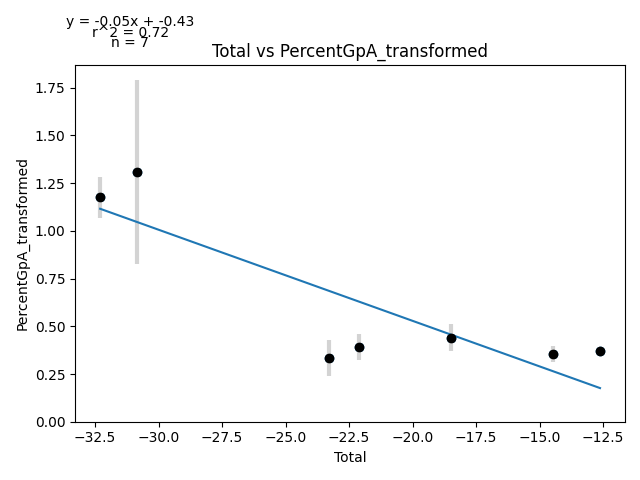 y = -0.05x + -0.43
r^2 = 0.72
n = 7
Total vs PercentGpA_transformed
PercentGpA_transformed
1.75
1.50
1.25
1.00
0.75
0.50
0.25
0.00
−32.5 −30.0 −27.5 −25.0 −22.5 −20.0 −17.5 −15.0 −12.5
Total